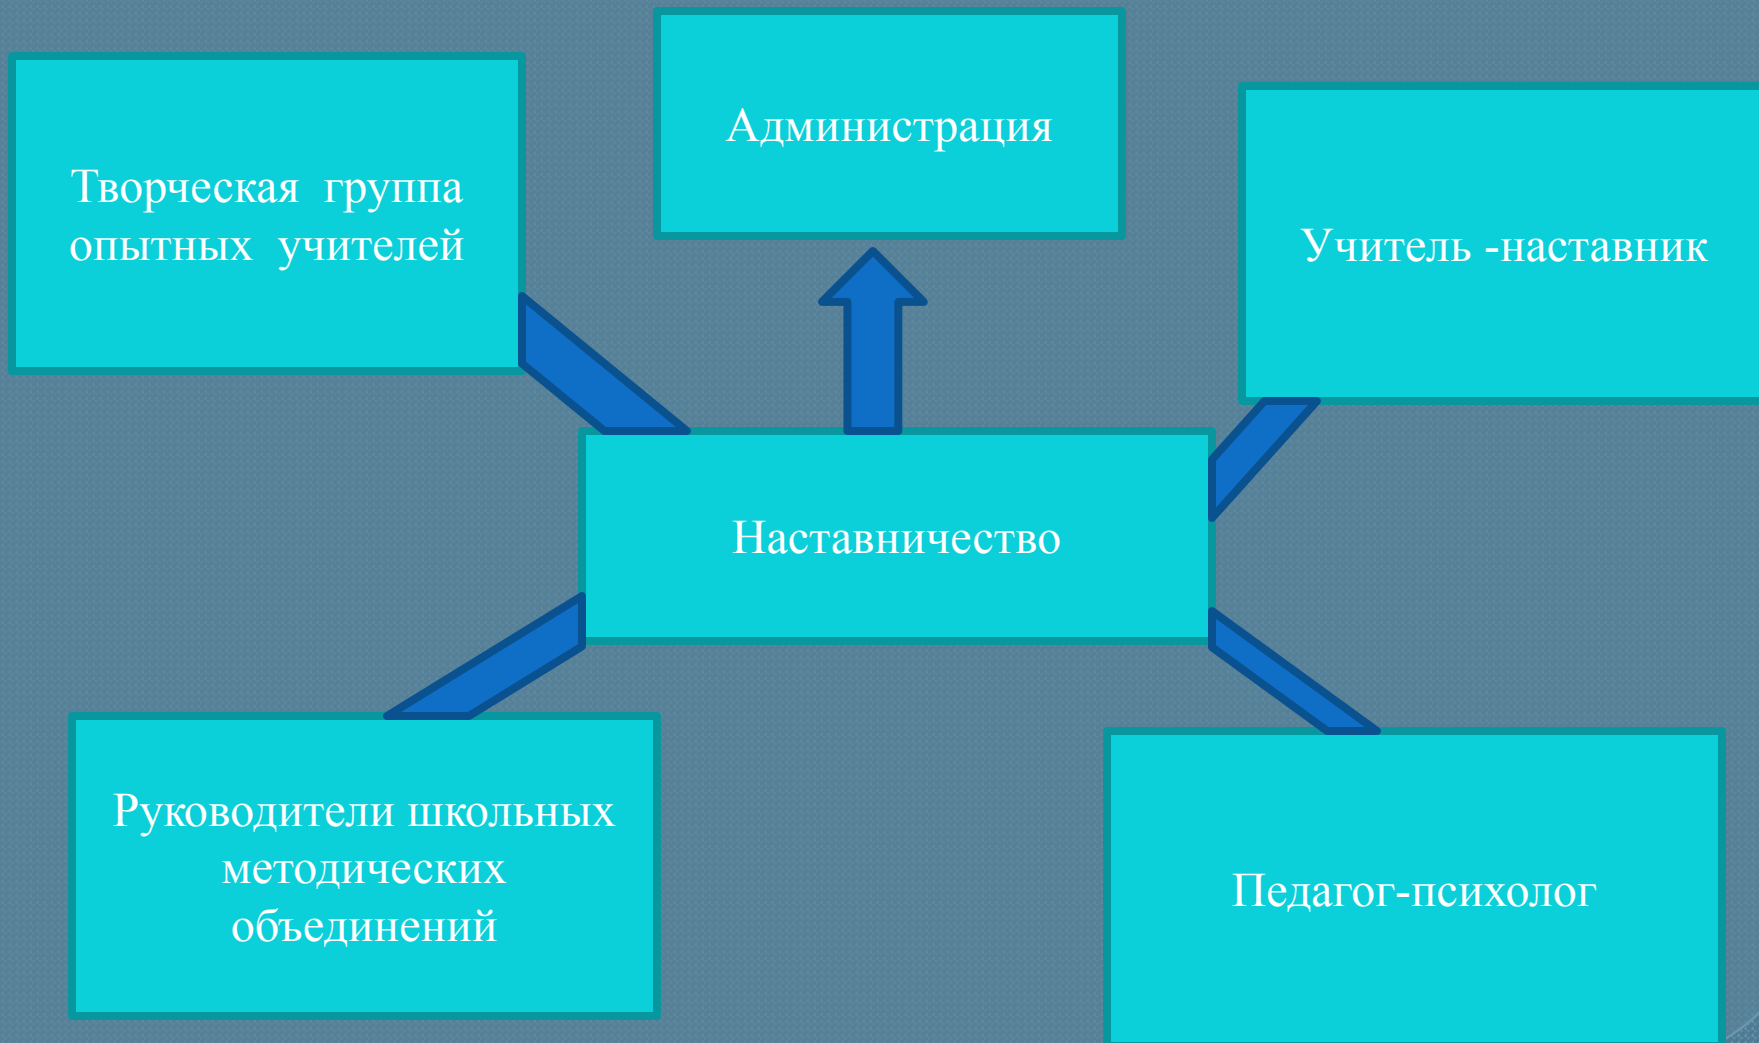 Администрация
Творческая группа
опытных учителей
Учитель -наставник
Наставничество
Руководители школьных
методических
объединений
Педагог-психолог